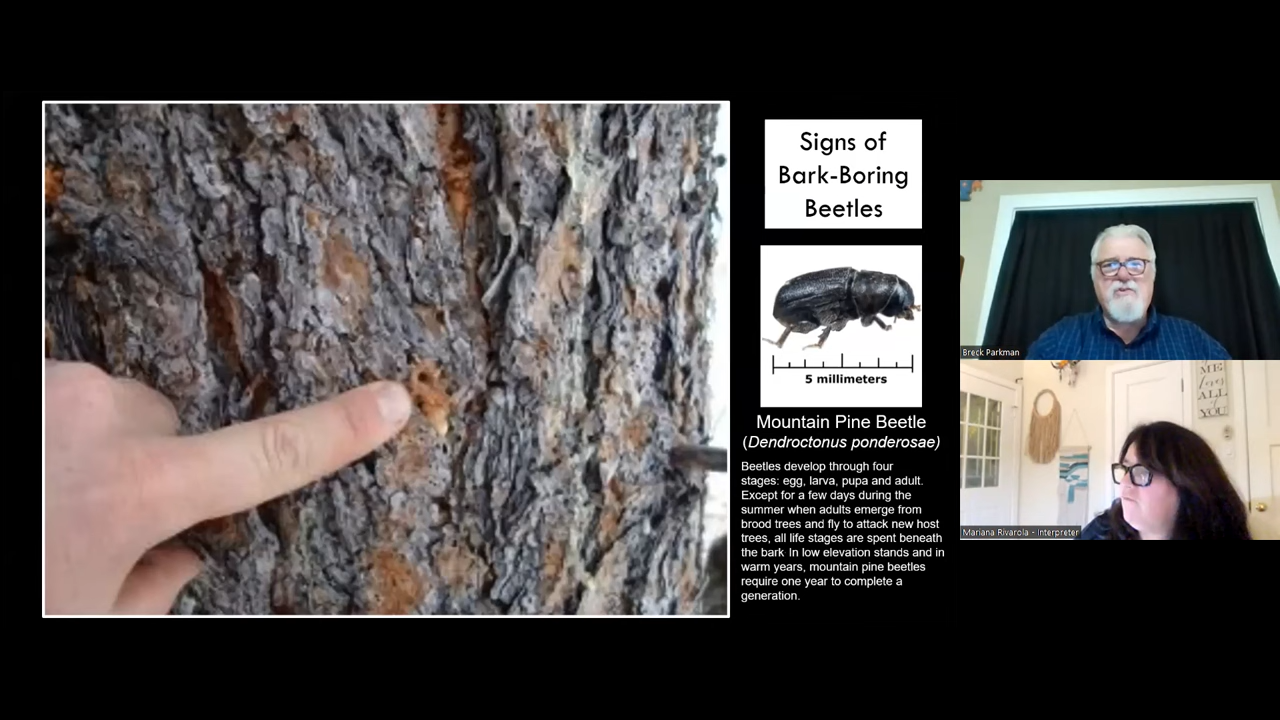 Signs of
Bark-Boring
Beetles
5 millimeters
Mountain Pine Beetle
(Dendroctonus ponderosae)
Beetles develop through four
stages: egg, larva, pupa and adult.
Except for a few days during the
summer when adults emerge from
brood trees and fly to attack new host
trees, all life stages are spent beneath
the bark In low elevation stands and in
warm years, mountain pine beetles
require one year to complete a
generation.
Breck Parkman
ME
ALL
of
YOU
Mariana Rivarola - Interpreter